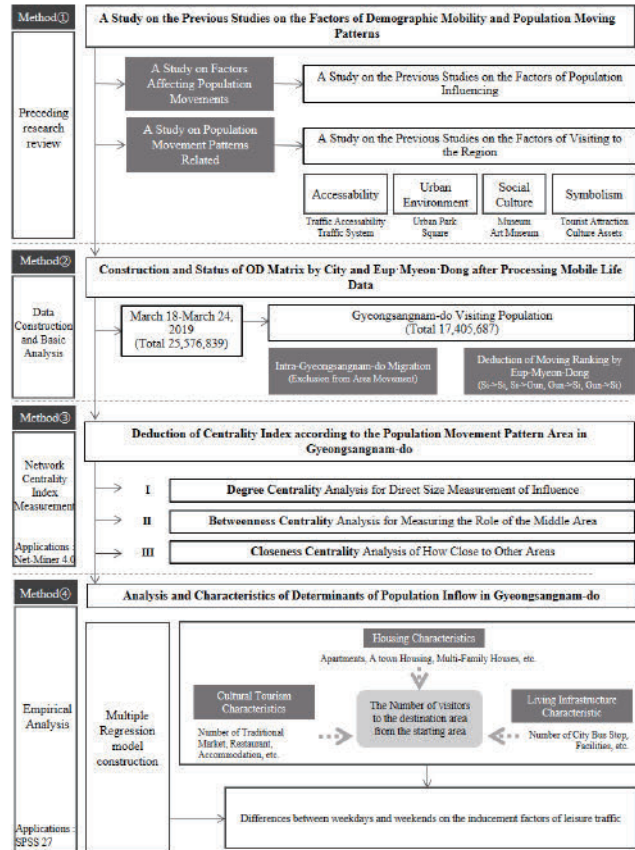 Method①
A Study on the Previous Studies on the Factors of Demographic Mobility and Population Moving
Patterns
Preceding
research
review
A Study on Factors
Affecting Population
Movements
A Study on the Previous Studies on the Factors of Population
Influencing
A Study on Population
Movement Patterns
Related
A Study on the Previous Studies on the Factors of Visiting to
the Region
Accessability
Urban
Environment
Social
Culture
Symbolism
Traffic Accessability
Traffic System
Urban Park
Square
Museum
Art Museum
Tourist Attraction
Culture Assets
Method②
Construction and Status of OD Matrix by City and Eup·Myeon·Dong after Processing Mobile Life
Data
Data
Construction
and Basic
Analysis
March 18-March 24,
2019
(Total 25,576,839)
Gyeongsangnam-do Visiting Population
(Total 17,405,687)
Intra-Gyeongsangnam-do Migration
(Exclusion from Area Movement)
Deduction of Moving Ranking by
Eup-Myeon-Dong
(Si->Si, Si->Gun, Gun->Si, Gun->Si)
Method③
Deduction of Centrality Index according to the Population Movement Pattern Area in
Gyeongsangnam-do
Network
Centrality
Index
Measurement
Applications :
Net-Miner 4.0
I
Degree Centrality Analysis for Direct Size Measurement of Influence
II
Betweenness Centrality Analysis for Measuring the Role of the Middle Area
III
Closeness Centrality Analysis of How Close to Other Areas
Method④
Analysis and Characteristics of Determinants of Population Inflow in Gyeongsangnam-do
Empirical
Analysis
Applications :
SPSS 27
Multiple
Regression
model
construction
Housing Characteristics
Apartments, A town Housing, Multi-Family Houses, etc.
Cultural Tourism
Characteristics
Number of Traditional
Market, Restaurant,
Accommodation, etc.
The Number of visitors
to the destination area
from the starting area
Living Infrastructure
Characteristic
Number of City Bus Stop,
Facilities, etc.
Differences between weekdays and weekends on the inducement factors of leisure traffic